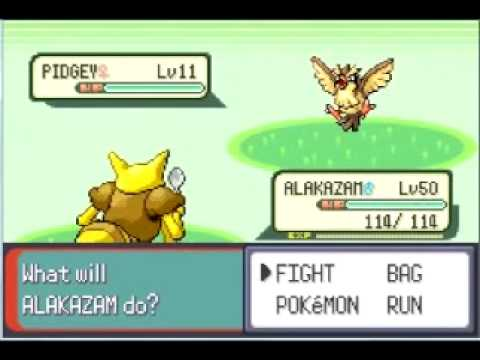 PIDGEY♀ Lv11
ALAKAZAM♂ Lv50
114/114
What will
ALAKAZAM do?
▶FIGHT BAG
POKéMON RUN